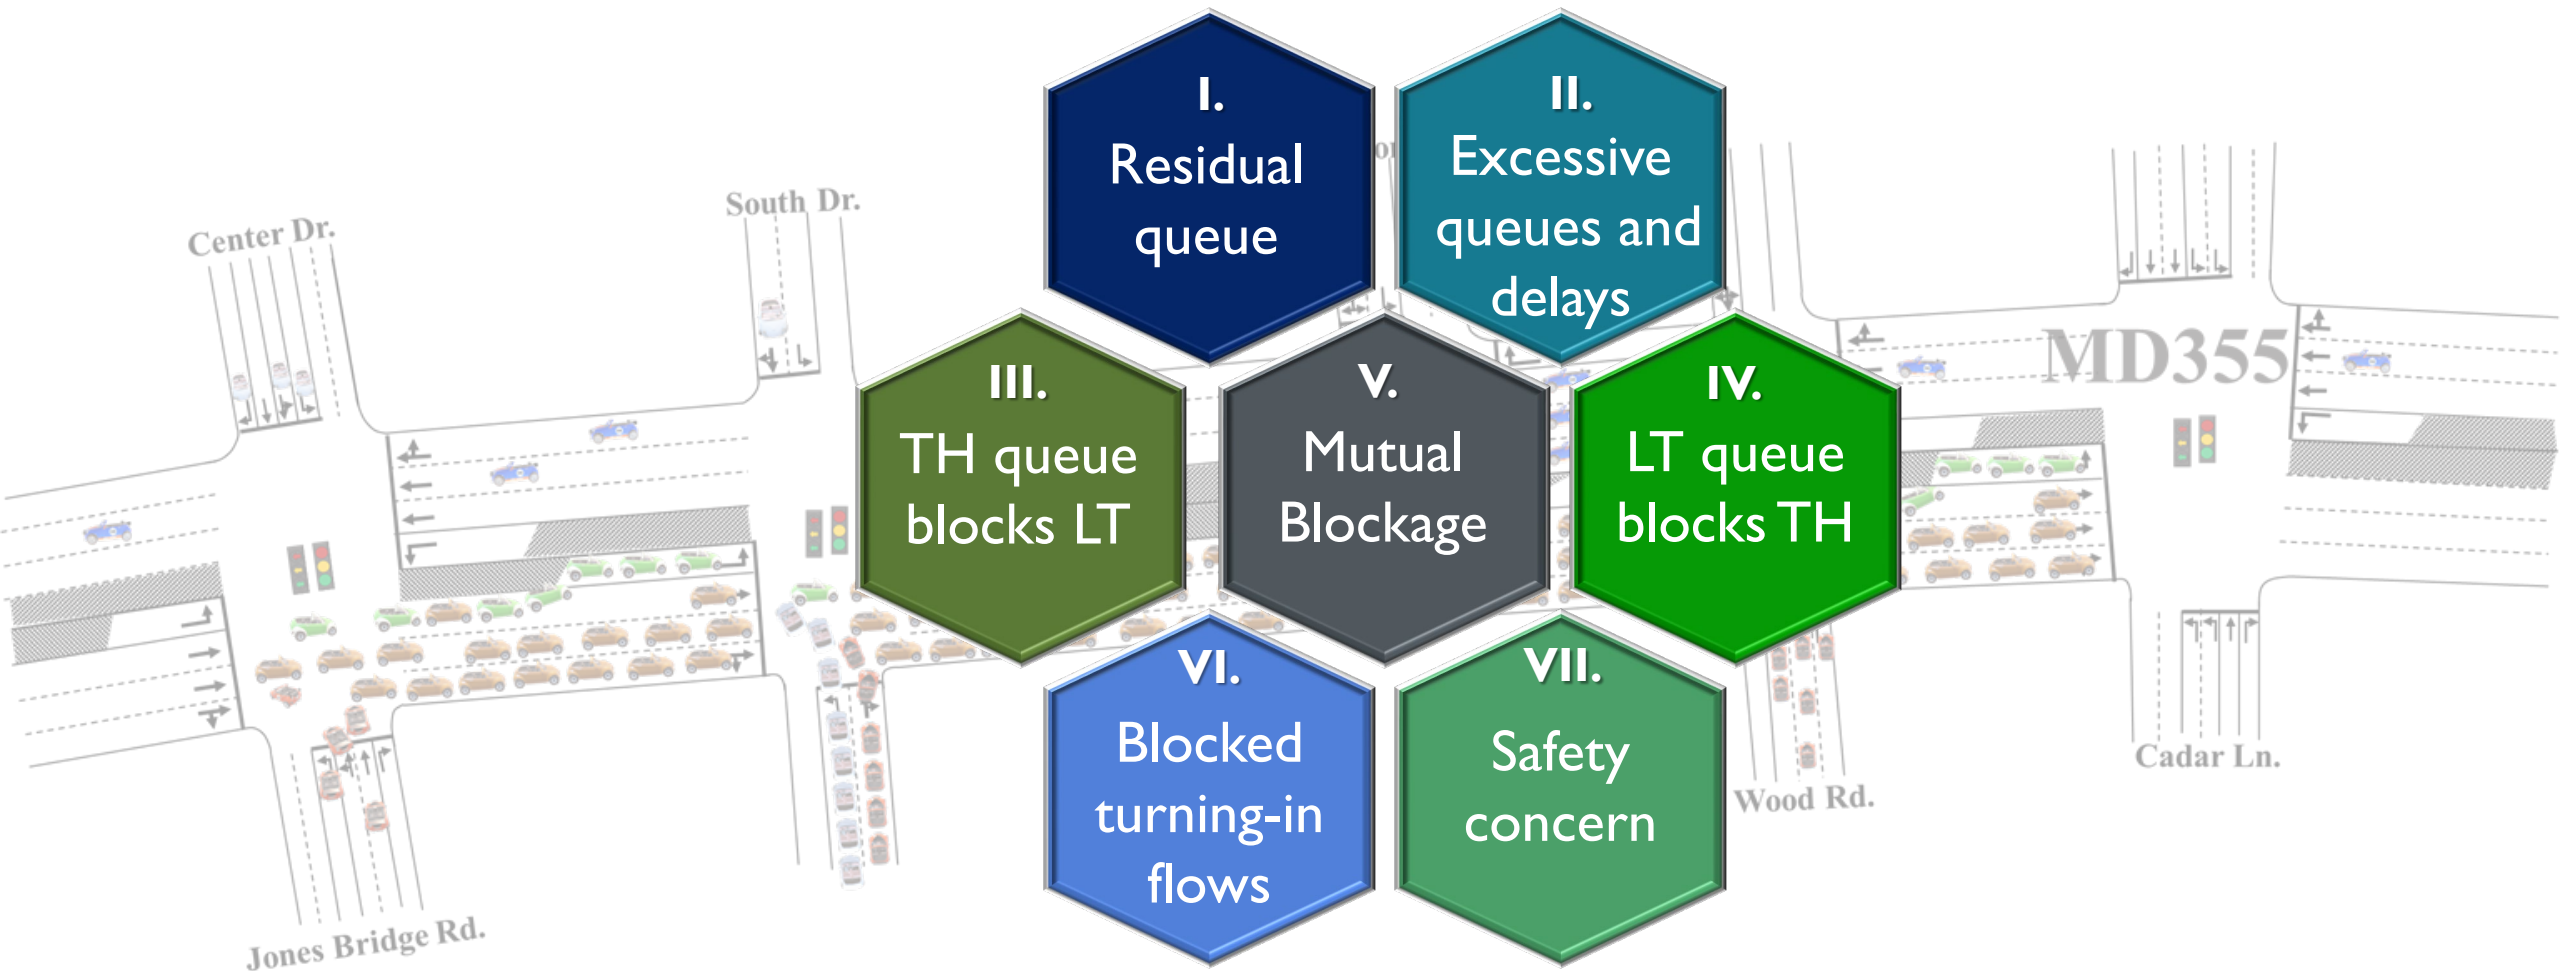 I.
Residual
queue
II.
Excessive
queues and
delays
South Dr.
Center Dr.
MD355
III.
TH queue
blocks LT
V.
Mutual
Blockage
IV.
LT queue
blocks TH
VI.
Blocked
turning-in
flows
VII.
Safety
concern
Cadar Ln.
Wood Rd.
Jones Bridge Rd.